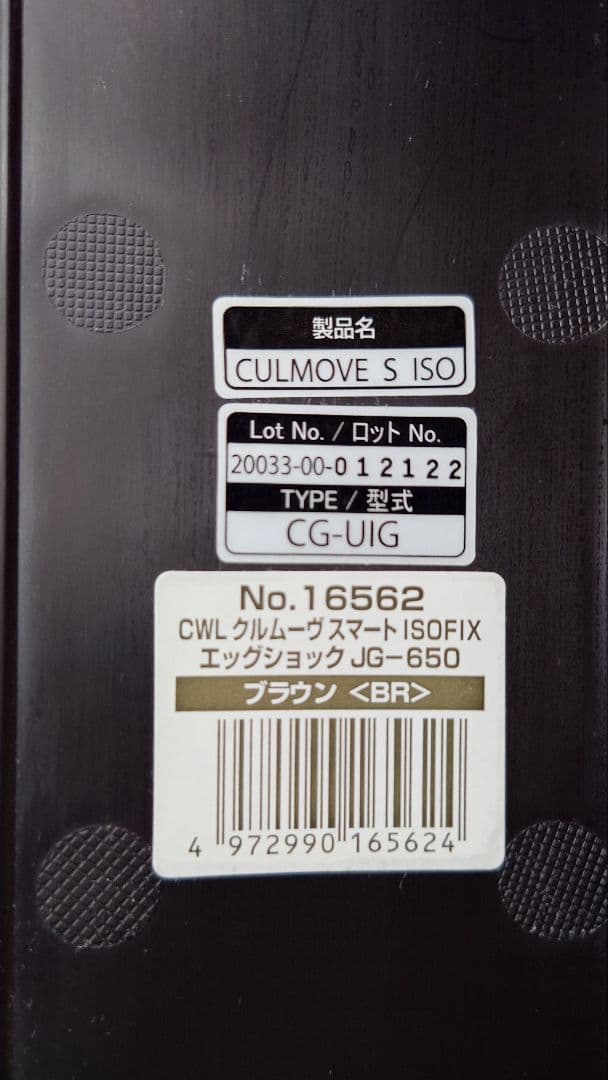 製品名
CULMOVE S ISO
Lot No. / ロット No.
20033-00-012122
TYPE / 型式
CG-UIG
No.16562
CWL クルムーヴ スマート ISOFIX
エッグショック JG-650
ブラウン <BR>
4 972990 165624